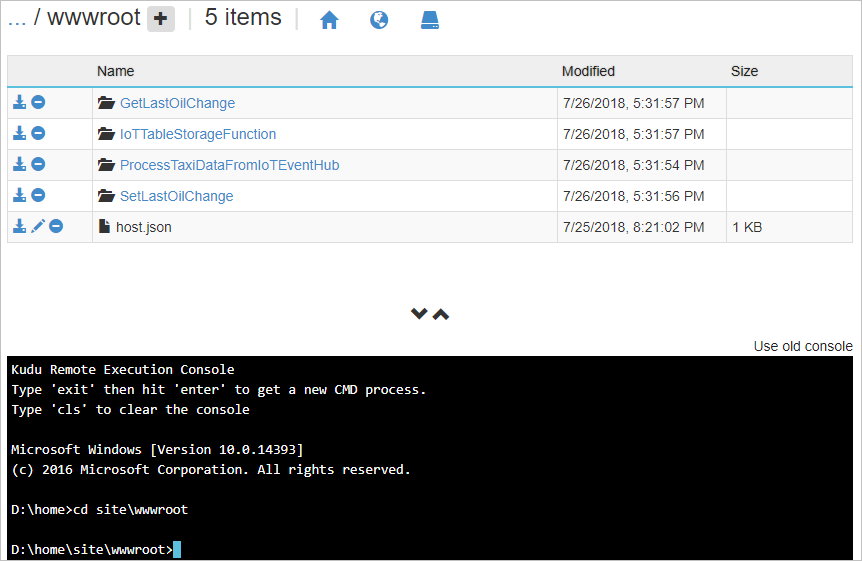 ... / wwwroot + | 5 items |
Name Modified Size
GetLastOilChange 7/26/2018, 5:31:57 PM
IoTTableStorageFunction 7/26/2018, 5:31:57 PM
ProcessTaxiDataFromIoTEventHub 7/26/2018, 5:31:54 PM
SetLastOilChange 7/26/2018, 5:31:56 PM
host.json 7/25/2018, 8:21:02 PM 1 KB
Use old console
Kudu Remote Execution Console
Type 'exit' then hit 'enter' to get a new CMD process.
Type 'cls' to clear the console
Microsoft Windows [Version 10.0.14393]
(c) 2016 Microsoft Corporation. All rights reserved.
D:\home>cd site\wwwroot
D:\home\site\wwwroot>